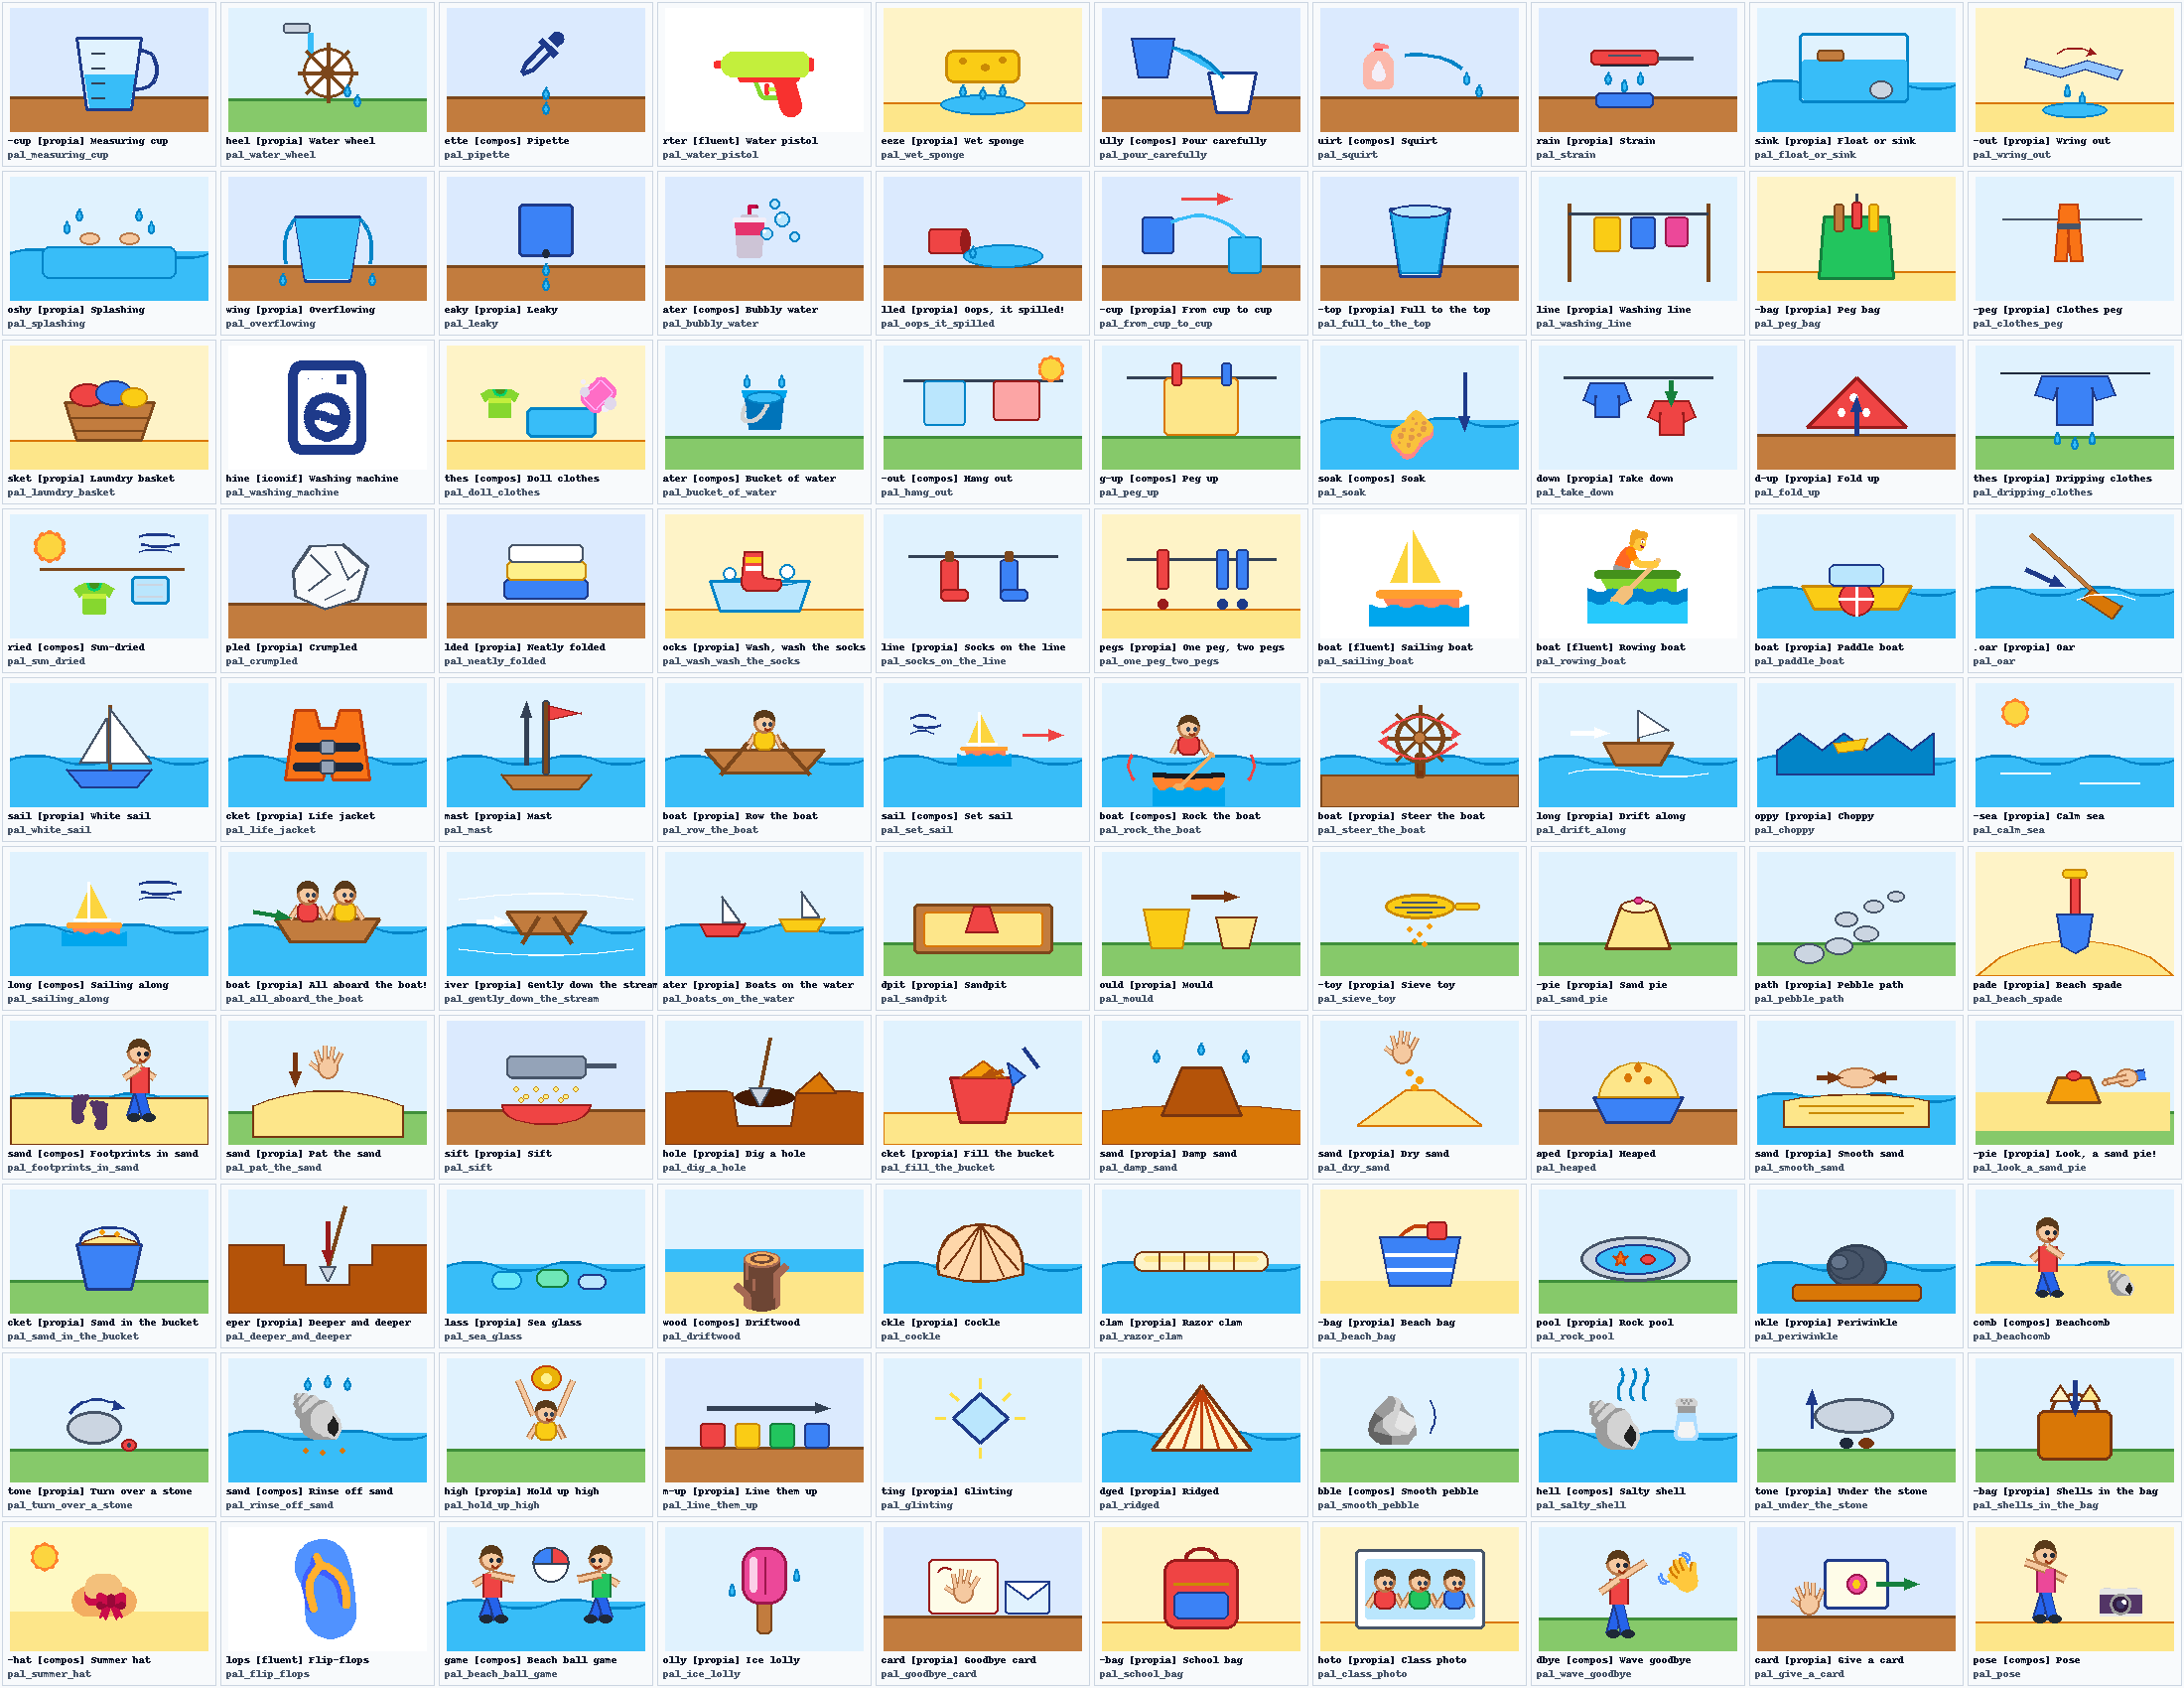 -cup [propia] Measuring cup
pal_measuring_cup
heel [propia] Water wheel
pal_water_wheel
ette [compos] Pipette
pal_pipette
rter [fluent] Water pistol
pal_water_pistol
eeze [propia] Wet sponge
pal_wet_sponge
ully [compos] Pour carefully
pal_pour_carefully
uirt [compos] Squirt
pal_squirt
rain [propia] Strain
pal_strain
sink [propia] Float or sink
pal_float_or_sink
-out [propia] Wring out
pal_wring_out
oshy [propia] Splashing
pal_splashing
wing [propia] Overflowing
pal_overflowing
eaky [propia] Leaky
pal_leaky
ater [compos] Bubbly water
pal_bubbly_water
lled [propia] Oops, it spilled!
pal_oops_it_spilled
-cup [propia] From cup to cup
pal_from_cup_to_cup
-top [propia] Full to the top
pal_full_to_the_top
line [propia] Washing line
pal_washing_line
-bag [propia] Peg bag
pal_peg_bag
-peg [propia] Clothes peg
pal_clothes_peg
sket [propia] Laundry basket
pal_laundry_basket
hine [iconif] Washing machine
pal_washing_machine
thes [compos] Doll clothes
pal_doll_clothes
ater [compos] Bucket of water
pal_bucket_of_water
-out [compos] Hang out
pal_hang_out
g-up [compos] Peg up
pal_peg_up
soak [compos] Soak
pal_soak
down [propia] Take down
pal_take_down
d-up [propia] Fold up
pal_fold_up
thes [propia] Dripping clothes
pal_dripping_clothes
ried [compos] Sun-dried
pal_sun_dried
pled [propia] Crumpled
pal_crumpled
lded [propia] Neatly folded
pal_neatly_folded
ocks [propia] Wash, wash the socks
pal_wash_wash_the_socks
line [propia] Socks on the line
pal_socks_on_the_line
pegs [propia] One peg, two pegs
pal_one_peg_two_pegs
boat [fluent] Sailing boat
pal_sailing_boat
boat [fluent] Rowing boat
pal_rowing_boat
boat [propia] Paddle boat
pal_paddle_boat
.oar [propia] Oar
pal_oar
sail [propia] White sail
pal_white_sail
cket [propia] Life jacket
pal_life_jacket
mast [propia] Mast
pal_mast
boat [propia] Row the boat
pal_row_the_boat
sail [compos] Set sail
pal_set_sail
boat [compos] Rock the boat
pal_rock_the_boat
boat [propia] Steer the boat
pal_steer_the_boat
long [propia] Drift along
pal_drift_along
oppy [propia] Choppy
pal_choppy
-sea [propia] Calm sea
pal_calm_sea
long [compos] Sailing along
pal_sailing_along
boat [propia] All aboard the boat!
pal_all_aboard_the_boat
iver [propia] Gently down the stream
pal_gently_down_the_stream
ater [propia] Boats on the water
pal_boats_on_the_water
dpit [propia] Sandpit
pal_sandpit
ould [propia] Mould
pal_mould
-toy [propia] Sieve toy
pal_sieve_toy
-pie [propia] Sand pie
pal_sand_pie
path [propia] Pebble path
pal_pebble_path
pade [propia] Beach spade
pal_beach_spade
sand [compos] Footprints in sand
pal_footprints_in_sand
sand [propia] Pat the sand
pal_pat_the_sand
sift [propia] Sift
pal_sift
hole [propia] Dig a hole
pal_dig_a_hole
cket [propia] Fill the bucket
pal_fill_the_bucket
sand [propia] Damp sand
pal_damp_sand
sand [propia] Dry sand
pal_dry_sand
aped [propia] Heaped
pal_heaped
sand [propia] Smooth sand
pal_smooth_sand
-pie [propia] Look, a sand pie!
pal_look_a_sand_pie
cket [propia] Sand in the bucket
pal_sand_in_the_bucket
eper [propia] Deeper and deeper
pal_deeper_and_deeper
lass [propia] Sea glass
pal_sea_glass
wood [compos] Driftwood
pal_driftwood
ckle [propia] Cockle
pal_cockle
clam [propia] Razor clam
pal_razor_clam
-bag [propia] Beach bag
pal_beach_bag
pool [propia] Rock pool
pal_rock_pool
nkle [propia] Periwinkle
pal_periwinkle
comb [compos] Beachcomb
pal_beachcomb
tone [propia] Turn over a stone
pal_turn_over_a_stone
sand [compos] Rinse off sand
pal_rinse_off_sand
high [propia] Hold up high
pal_hold_up_high
m-up [propia] Line them up
pal_line_them_up
ting [propia] Glinting
pal_glinting
dged [propia] Ridged
pal_ridged
bble [compos] Smooth pebble
pal_smooth_pebble
hell [compos] Salty shell
pal_salty_shell
tone [propia] Under the stone
pal_under_the_stone
-bag [propia] Shells in the bag
pal_shells_in_the_bag
-hat [compos] Summer hat
pal_summer_hat
lops [fluent] Flip-flops
pal_flip_flops
game [compos] Beach ball game
pal_beach_ball_game
olly [propia] Ice lolly
pal_ice_lolly
card [propia] Goodbye card
pal_goodbye_card
-bag [propia] School bag
pal_school_bag
hoto [propia] Class photo
pal_class_photo
dbye [compos] Wave goodbye
pal_wave_goodbye
card [propia] Give a card
pal_give_a_card
pose [compos] Pose
pal_pose